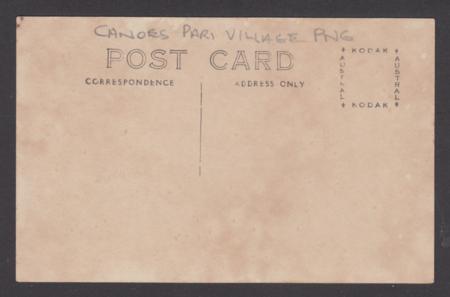 CANOES PARI VILLAGE PNG
POST CARD
CORRESPONDENCE
ADDRESS ONLY
KODAK
AUSTRAL
AUSTRAL
KODAK